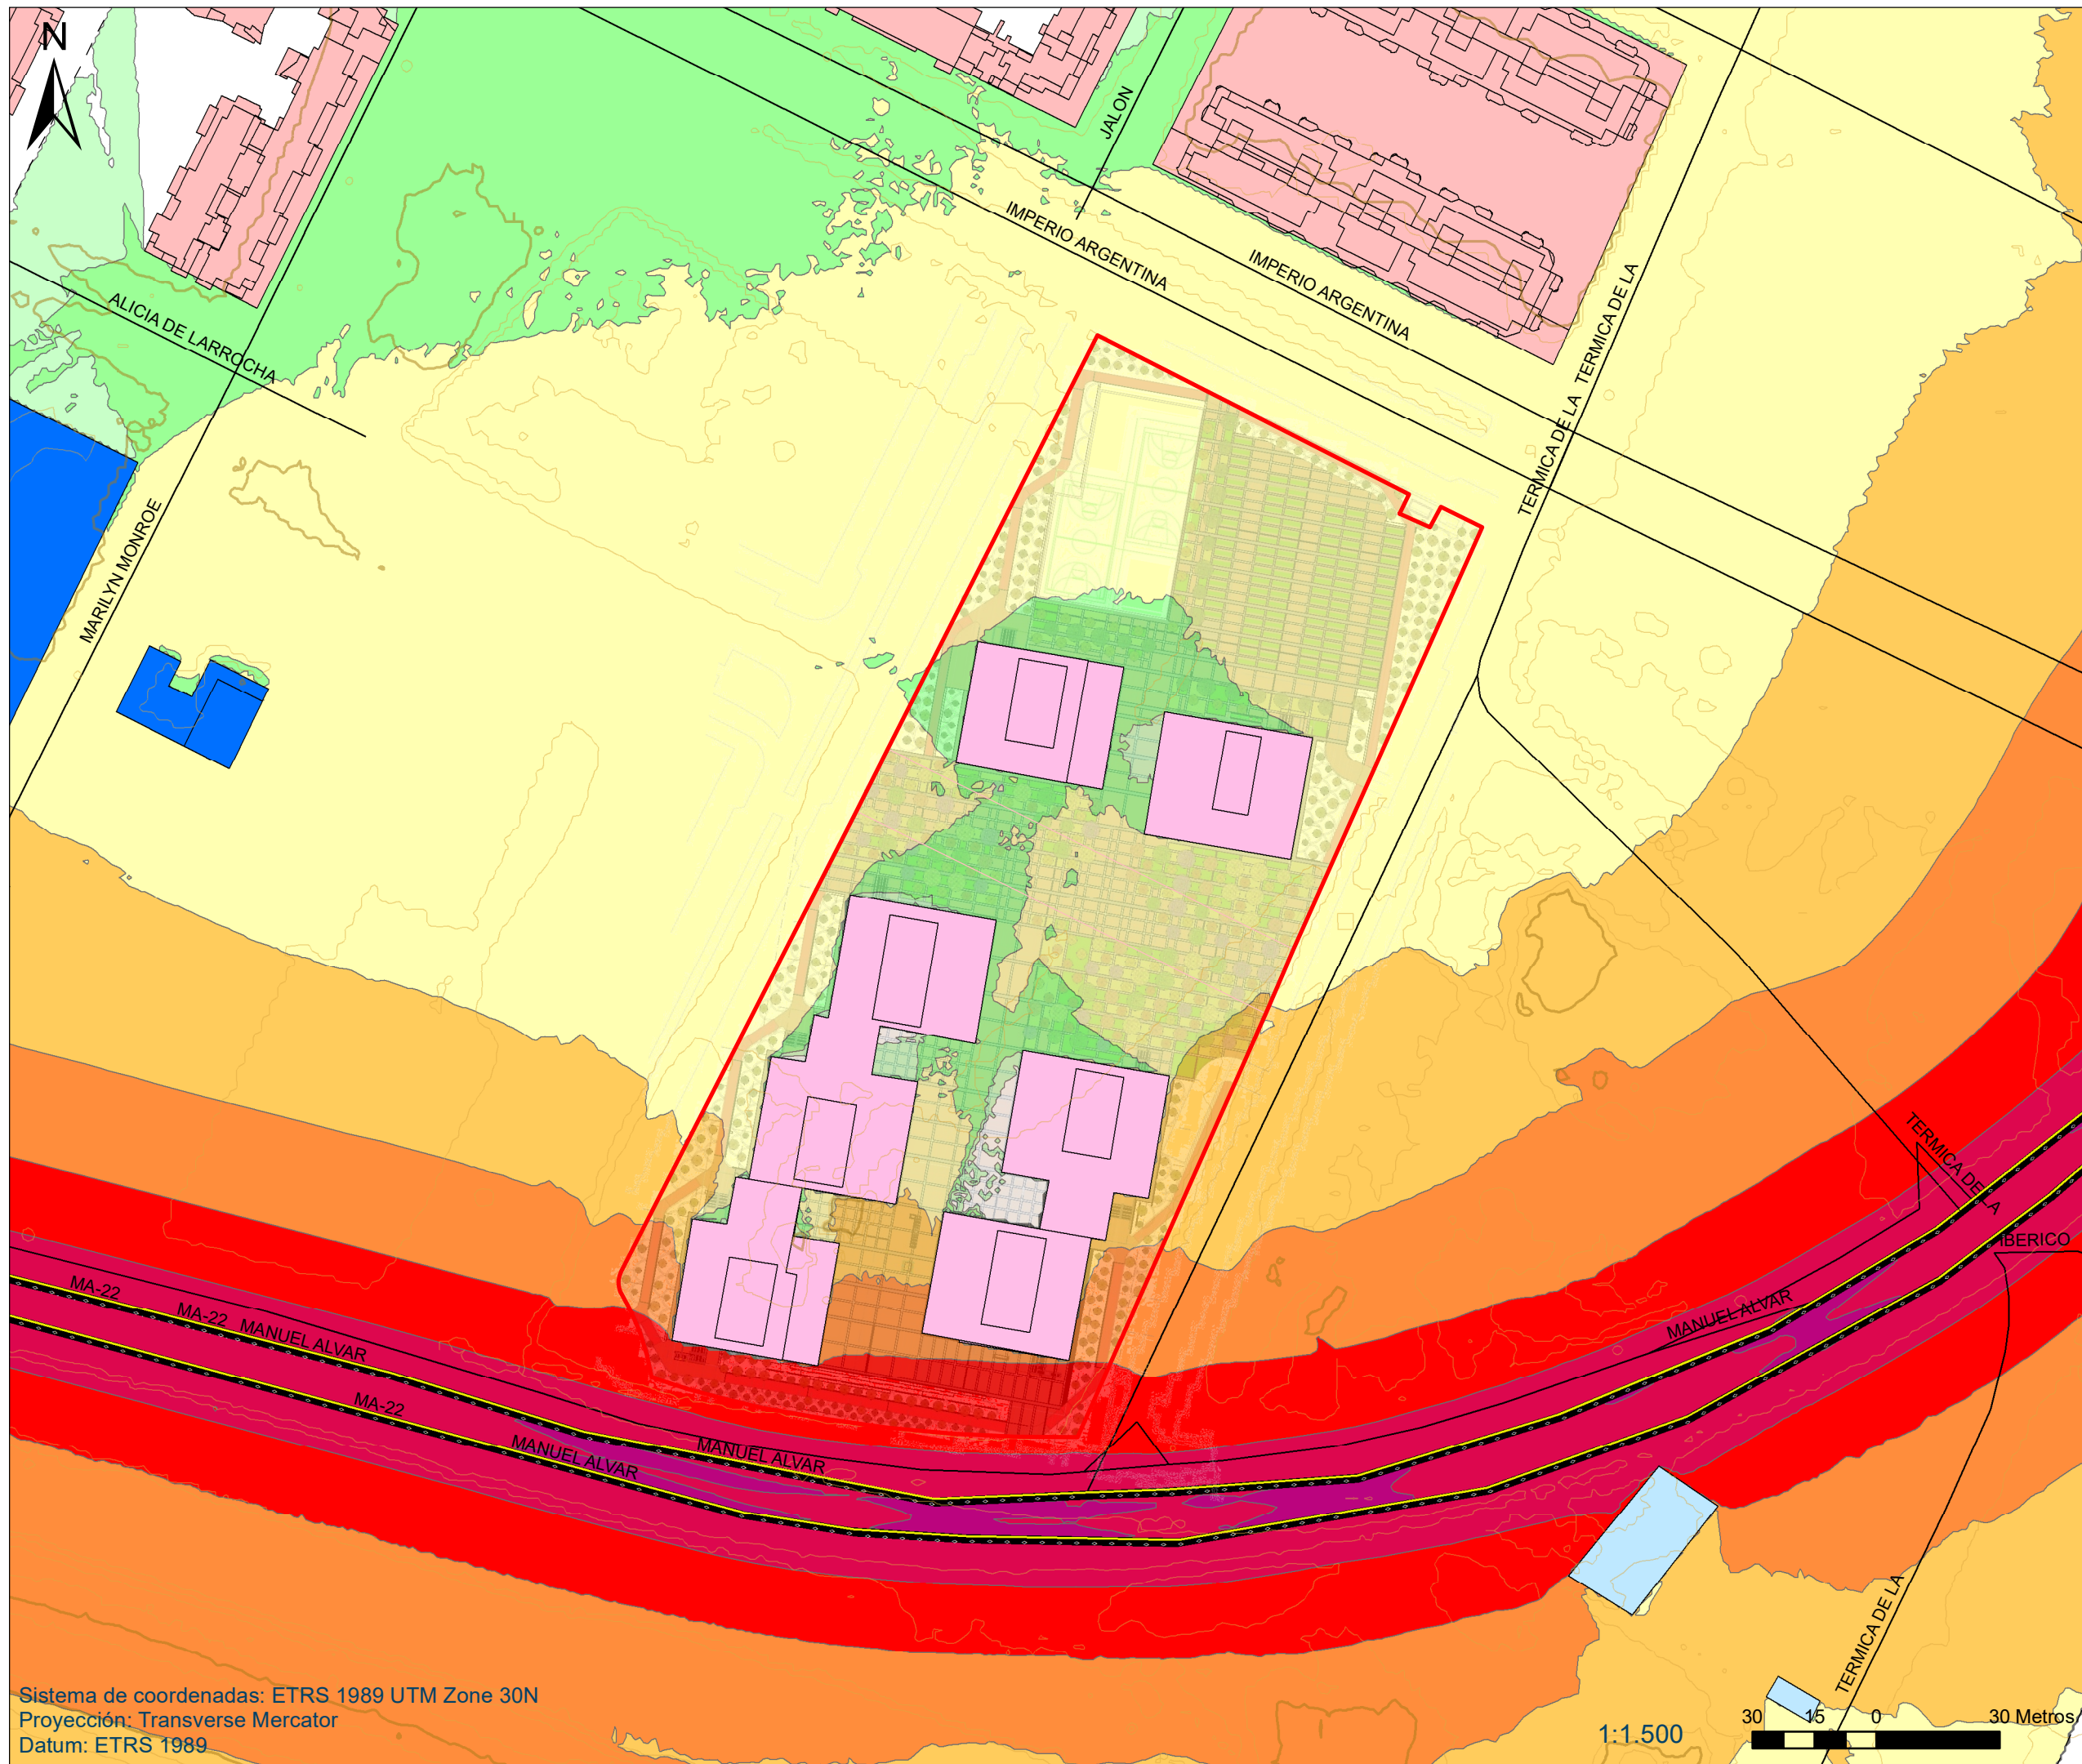 N
JALON
IMPERIO ARGENTINA
IMPERIO ARGENTINA
TERMICA DE LA
TERMICA DE LA
ALICIA DE LARROCHA
MARILYN MONROE
TERMICA DE LA
IBERICO
MA-22
MA-22
MANUEL ALVAR
MANUEL ALVAR
MA-22
MANUEL ALVAR
MANUEL ALVAR
TERMICA DE LA
Sistema de coordenadas: ETRS 1989 UTM Zone 30N
Proyección: Transverse Mercator
Datum: ETRS 1989
1:1.500
30 15 0 30 Metros